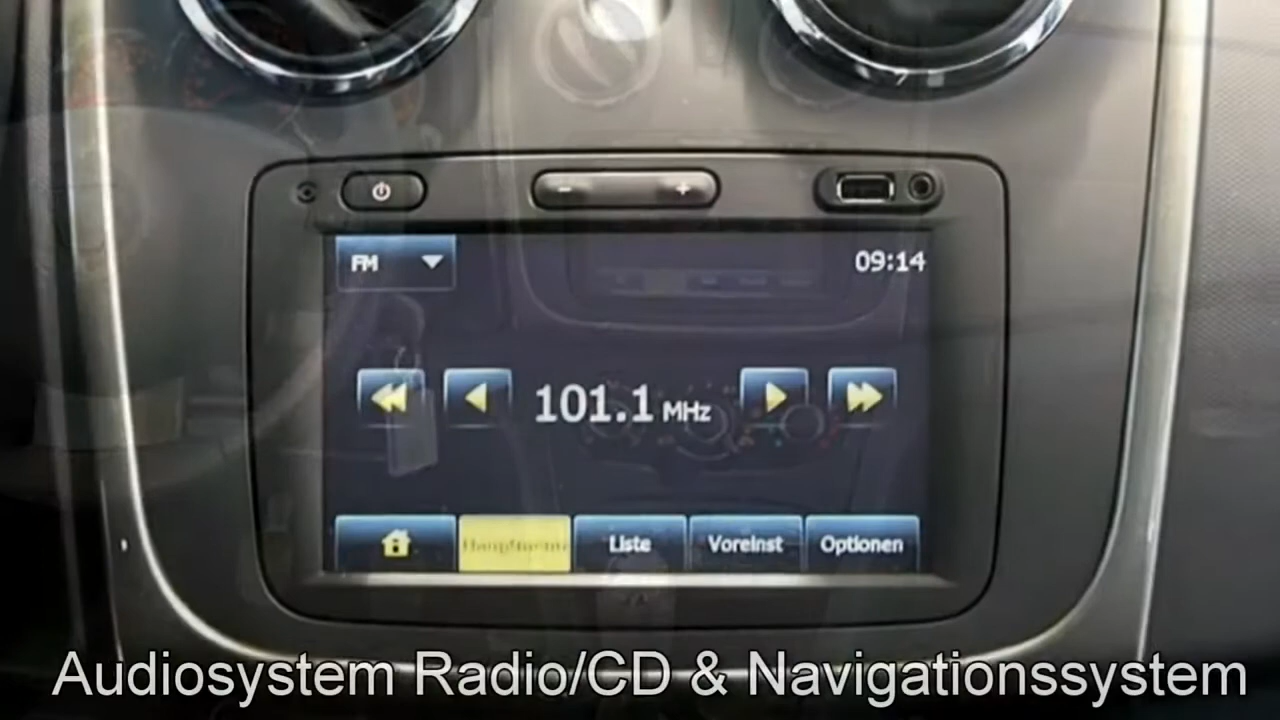 FM
09:14
101.1 MHz
Liste Voreinst Optionen
Audiosystem Radio/CD & Navigationssystem